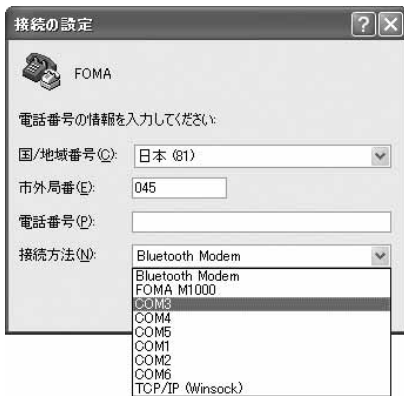 接続の設定
FOMA
電話番号の情報を入力してください:
国/地域番号(C): 日本 (81)
市外局番(E): 045
電話番号(P):
接続方法(N): Bluetooth Modem
Bluetooth Modem
FOMA M1000
COM3
COM4
COM5
COM1
COM2
COM6
TCP/IP (Winsock)